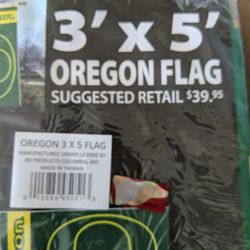 3' x 5'
OREGON FLAG
SUGGESTED RETAIL $39.95
OREGON 3 X 5 FLAG
MANUFACTURED UNDER LICENSE BY
BSI PRODUCTS COLUMBIA, MD.
MADE IN TAIWAN